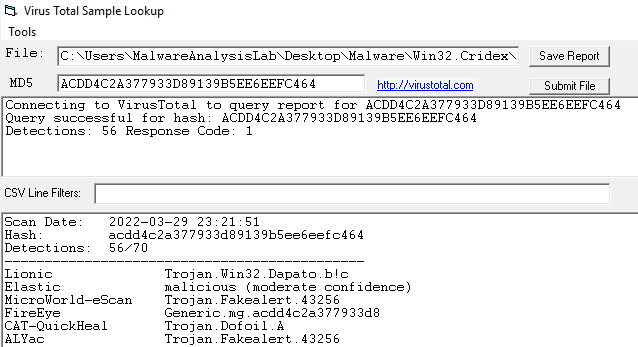 Virus Total Sample Lookup
Tools
File: C:\Users\MalwareAnalysisLab\Desktop\Malware\Win32.Cridex\ Save Report
MD5 ACDD4C2A377933D89139B5EE6EEFC464 http://virustotal.com Submit File
Connecting to VirusTotal to query report for ACDD4C2A377933D89139B5EE6EEFC464
Query successful for hash: ACDD4C2A377933D89139B5EE6EEFC464
Detections: 56 Response Code: 1
CSV Line Filters:
Scan Date: 2022-03-29 23:21:51
Hash: acdd4c2a377933d89139b5ee6eefc464
Detections: 56/70
--------------------------------------------------
Lionic Trojan.Win32.Dapato.b!c
Elastic malicious (moderate confidence)
MicroWorld-eScan Trojan.Fakealert.43256
FireEye Generic.mg.acdd4c2a377933d8
CAT-QuickHeal Trojan.Dofoil.A
ALYac Trojan.Fakealert.43256